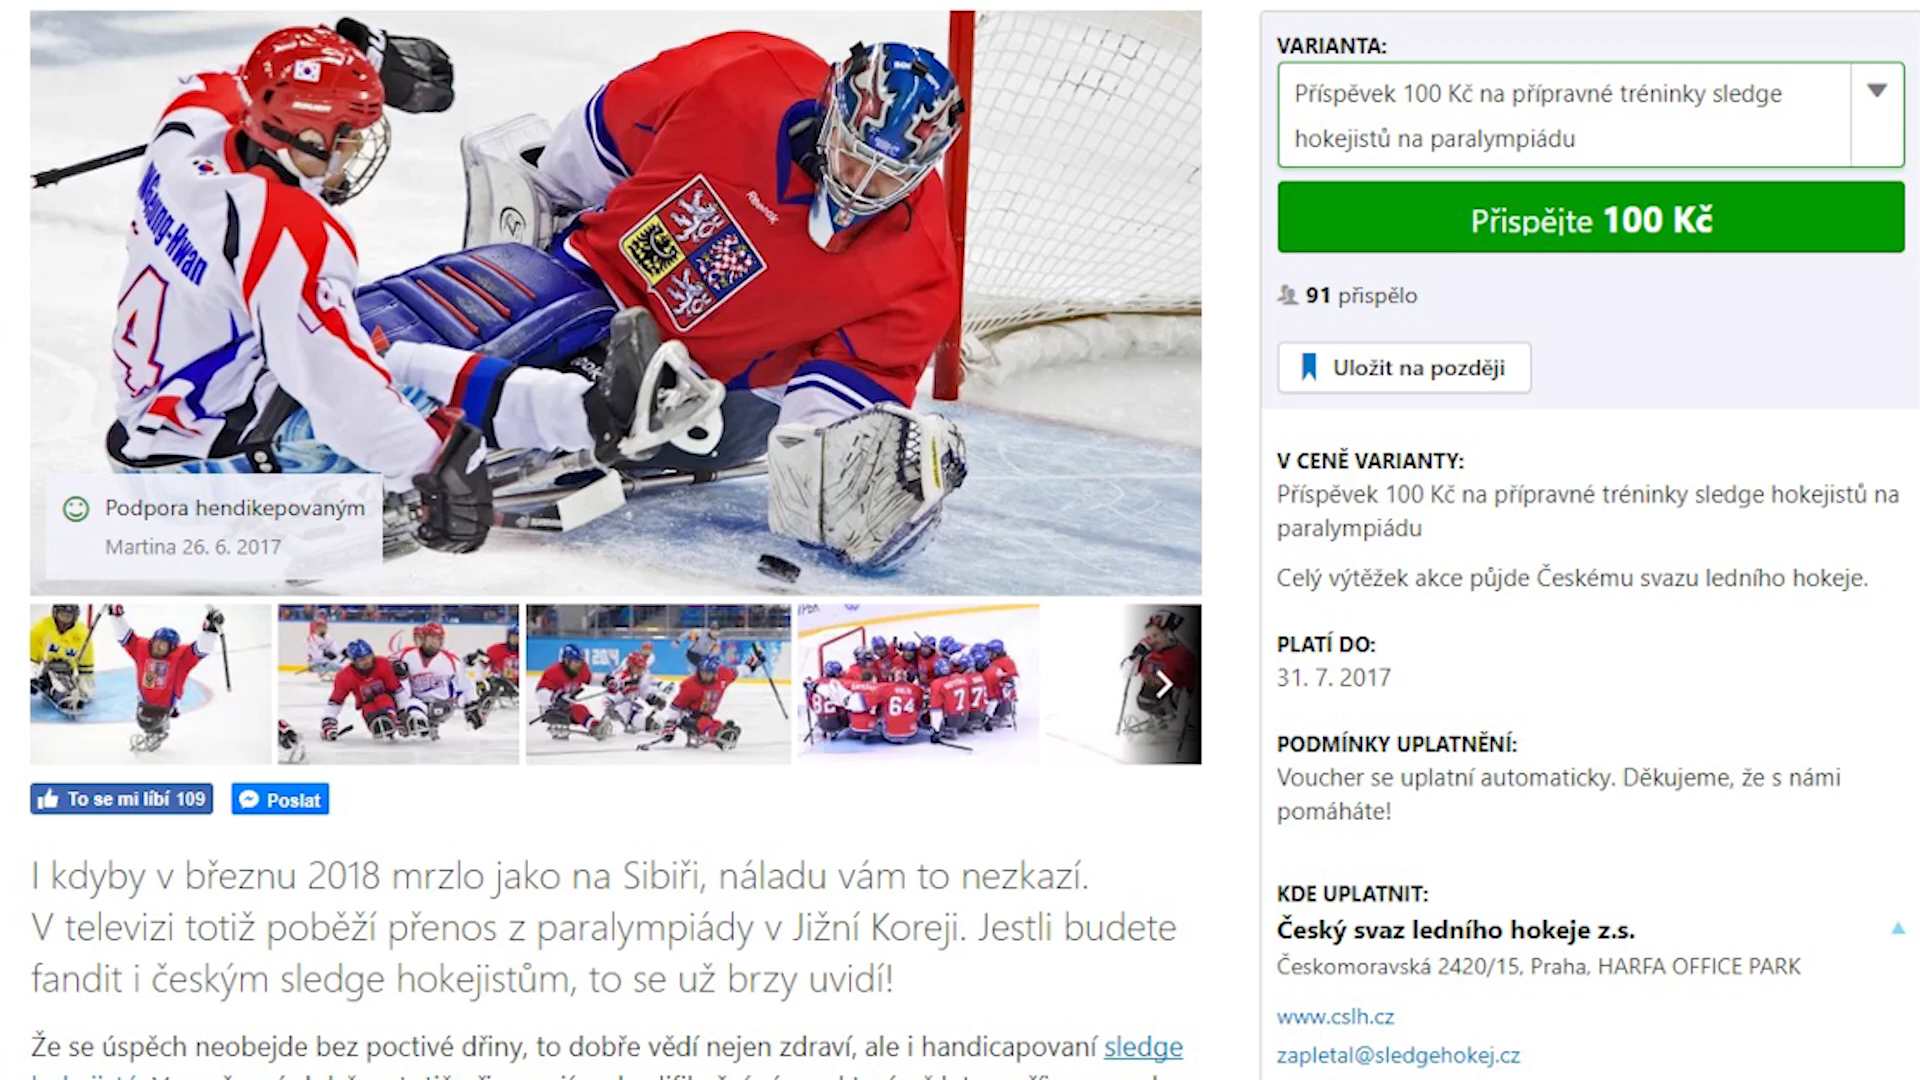 VARIANTA:
Příspěvek 100 Kč na přípravné tréninky sledge
hokejistů na paralympiádu
Přispějte 100 Kč
91 přispělo
Uložit na později
V CENĚ VARIANTY:
Příspěvek 100 Kč na přípravné tréninky sledge hokejistů na
paralympiádu
Celý výtěžek akce půjde Českému svazu ledního hokeje.
PLATÍ DO:
31. 7. 2017
PODMÍNKY UPLATNĚNÍ:
Voucher se uplatní automaticky. Děkujeme, že s námi
pomáháte!
KDE UPLATNIT:
Český svaz ledního hokeje z.s.
Českomoravská 2420/15, Praha, HARFA OFFICE PARK
www.cslh.cz
zapletal@sledgehokej.cz
4
Reebok
Podpora hendikepovaným
Martina 26. 6. 2017
2014
82
64
77
To se mi líbí 109
Poslat
I kdyby v březnu 2018 mrzlo jako na Sibiři, náladu vám to nezkazí.
V televizi totiž poběží přenos z paralympiády v Jižní Koreji. Jestli budete
fandit i českým sledge hokejistům, to se už brzy uvidí!
Že se úspěch neobejde bez poctivé dřiny, to dobře vědí nejen zdraví, ale i handicapovaní sledge